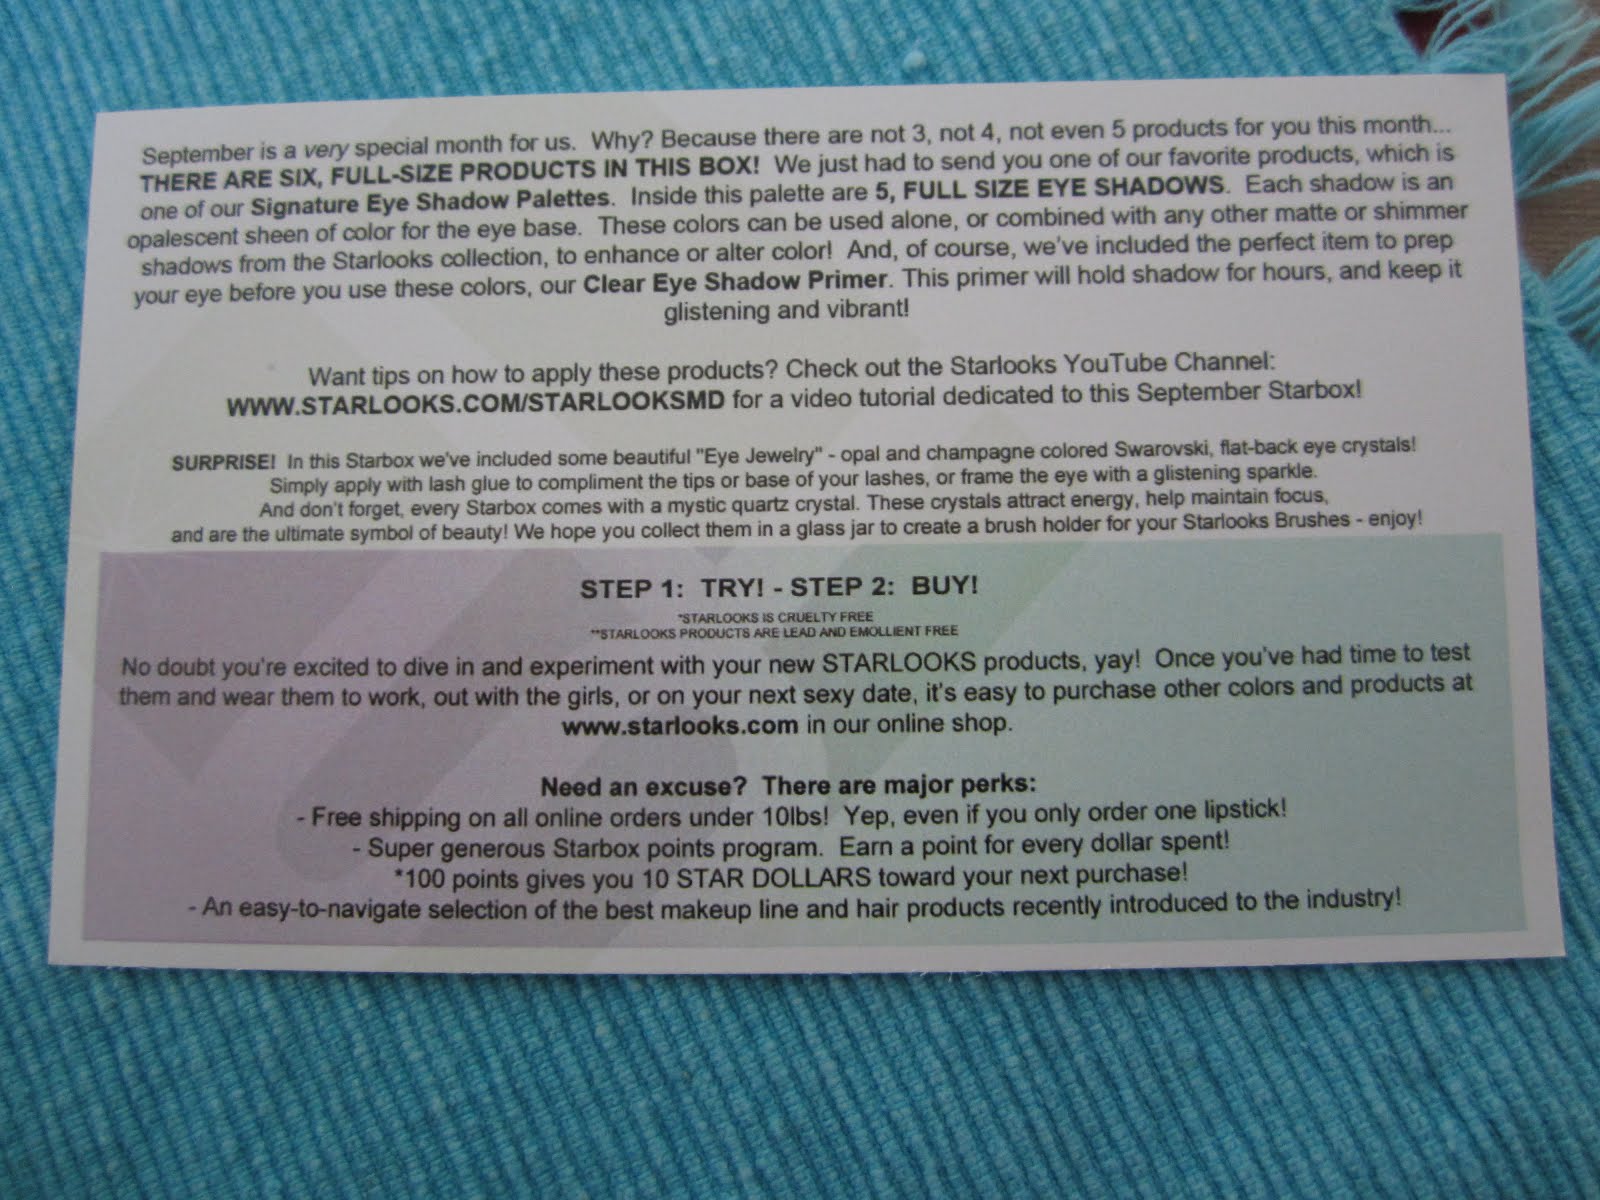 September is a very special month for us. Why? Because there are not 3, not 4, not even 5 products for you this month...
THERE ARE SIX, FULL-SIZE PRODUCTS IN THIS BOX! We just had to send you one of our favorite products, which is
one of our Signature Eye Shadow Palettes. Inside this palette are 5, FULL SIZE EYE SHADOWS. Each shadow is an
opalescent sheen of color for the eye base. These colors can be used alone, or combined with any other matte or shimmer
shadows from the Starlooks collection, to enhance or alter color! And, of course, we've included the perfect item to prep
your eye before you use these colors, our Clear Eye Shadow Primer. This primer will hold shadow for hours, and keep it
glistening and vibrant!
Want tips on how to apply these products? Check out the Starlooks YouTube Channel:
WWW.STARLOOKS.COM/STARLOOKSMD for a video tutorial dedicated to this September Starbox!
SURPRISE! In this Starbox we've included some beautiful "Eye Jewelry" - opal and champagne colored Swarovski, flat-back eye crystals!
Simply apply with lash glue to compliment the tips or base of your lashes, or frame the eye with a glistening sparkle.
And don't forget, every Starbox comes with a mystic quartz crystal. These crystals attract energy, help maintain focus,
and are the ultimate symbol of beauty! We hope you collect them in a glass jar to create a brush holder for your Starlooks Brushes - enjoy!
STEP 1: TRY! - STEP 2: BUY!
*STARLOOKS IS CRUELTY FREE
**STARLOOKS PRODUCTS ARE LEAD AND EMOLLIENT FREE
No doubt you're excited to dive in and experiment with your new STARLOOKS products, yay! Once you've had time to test
them and wear them to work, out with the girls, or on your next sexy date, it's easy to purchase other colors and products at
www.starlooks.com in our online shop.
Need an excuse? There are major perks:
- Free shipping on all online orders under 10lbs! Yep, even if you only order one lipstick!
- Super generous Starbox points program. Earn a point for every dollar spent!
*100 points gives you 10 STAR DOLLARS toward your next purchase!
- An easy-to-navigate selection of the best makeup line and hair products recently introduced to the industry!